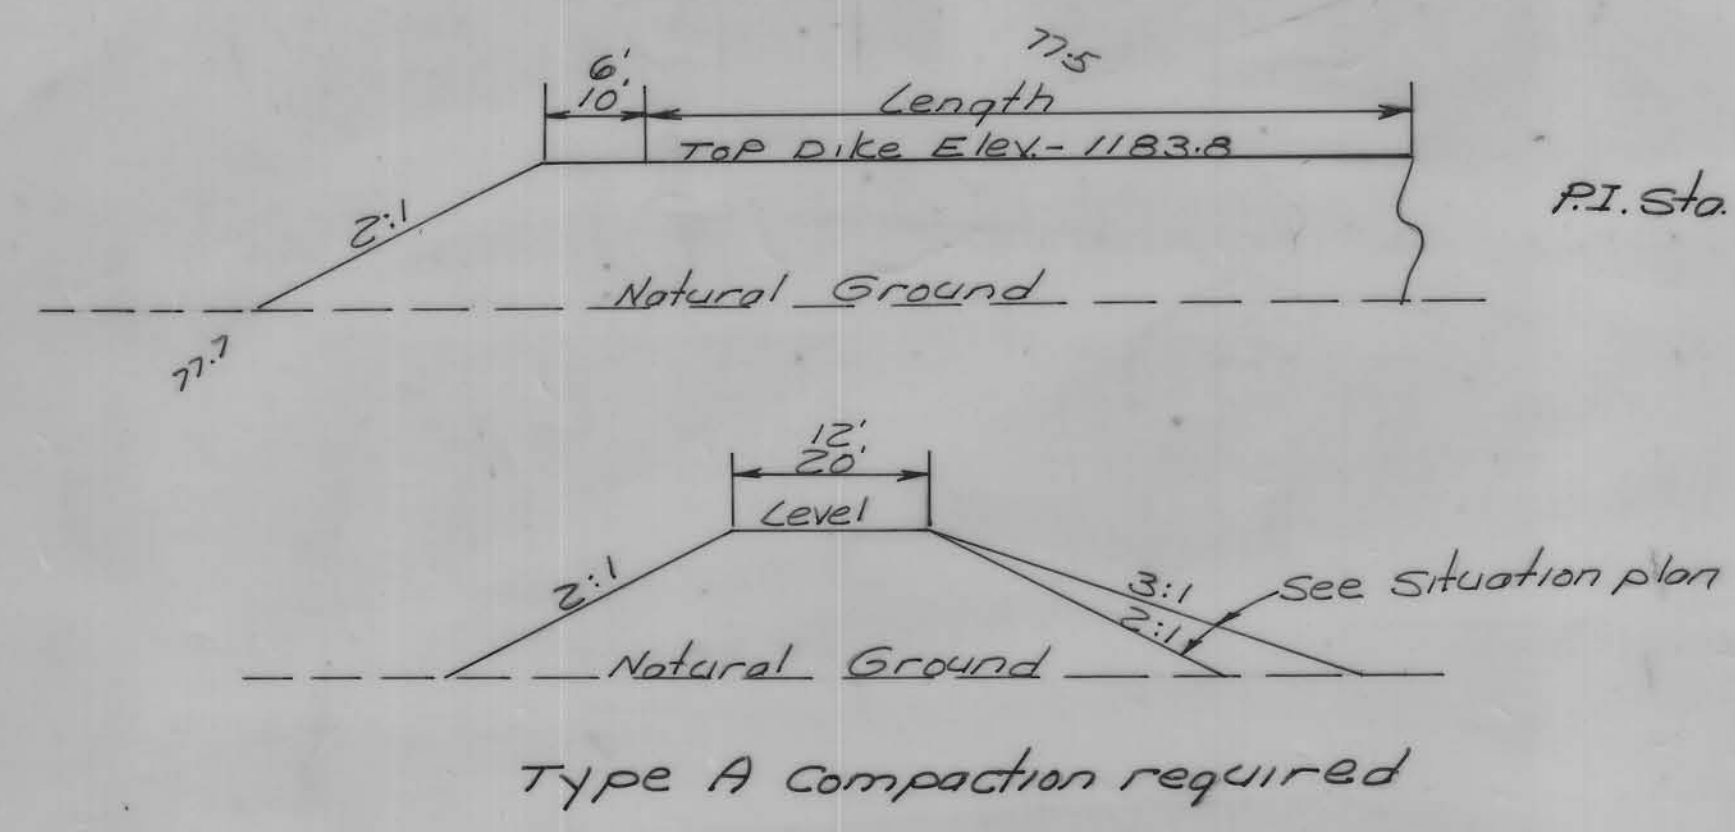 77.5
6'
10'
Length
Top Dike Elev.- 1183.8
P.I. Sta.
2:1
Natural Ground
77.7
12'
20'
Level
2:1
3:1
2:1
See Situation plan
Natural Ground
Type A Compaction required